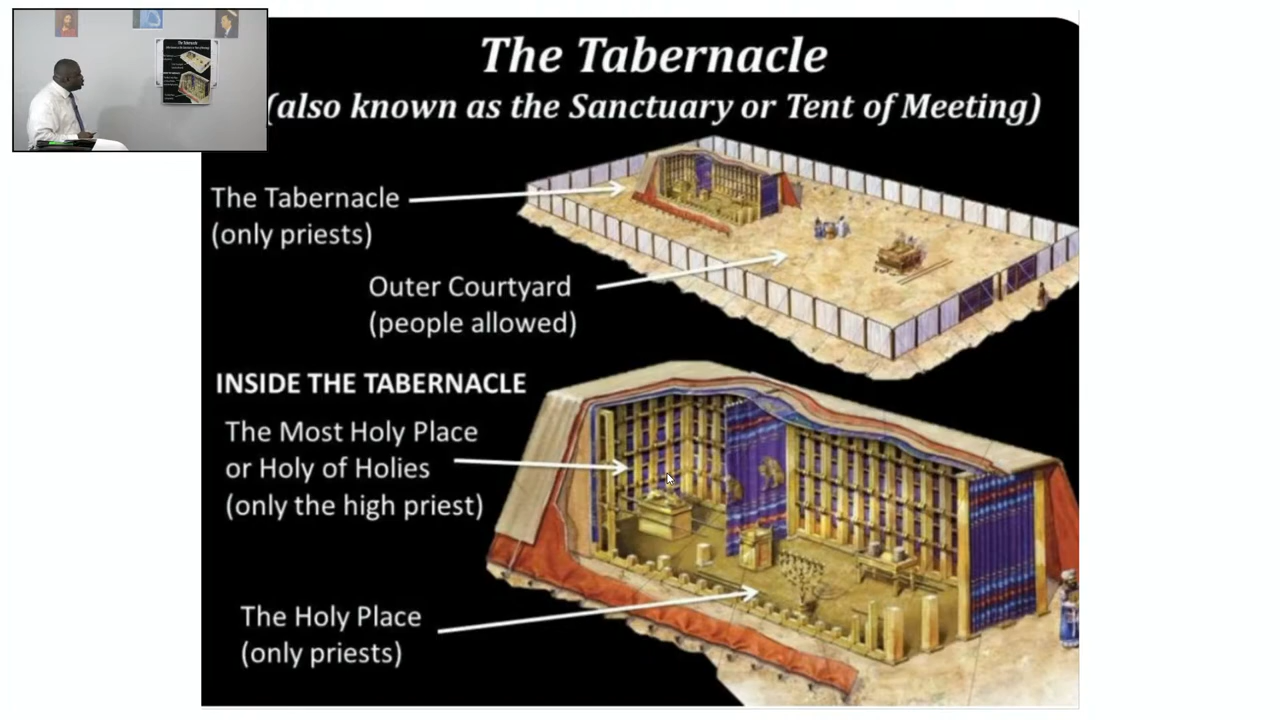 The Tabernacle
(also known as the Sanctuary or Tent of Meeting)
The Tabernacle
(only priests)
Outer Courtyard
(people allowed)
INSIDE THE TABERNACLE
The Most Holy Place
or Holy of Holies
(only the high priest)
The Holy Place
(only priests)